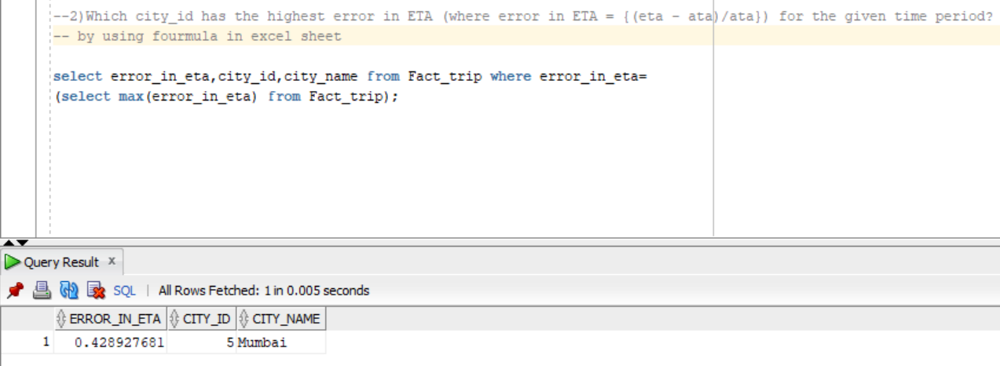 --2)Which city_id has the highest error in ETA (where error in ETA = {(eta - ata)/ata}) for the given time period?
-- by using fourmula in excel sheet
select error_in_eta,city_id,city_name from Fact_trip where error_in_eta=
(select max(error_in_eta) from Fact_trip);
Query Result x
SQL | All Rows Fetched: 1 in 0.005 seconds
ERROR_IN_ETA CITY_ID CITY_NAME
1 0.428927681 5 Mumbai